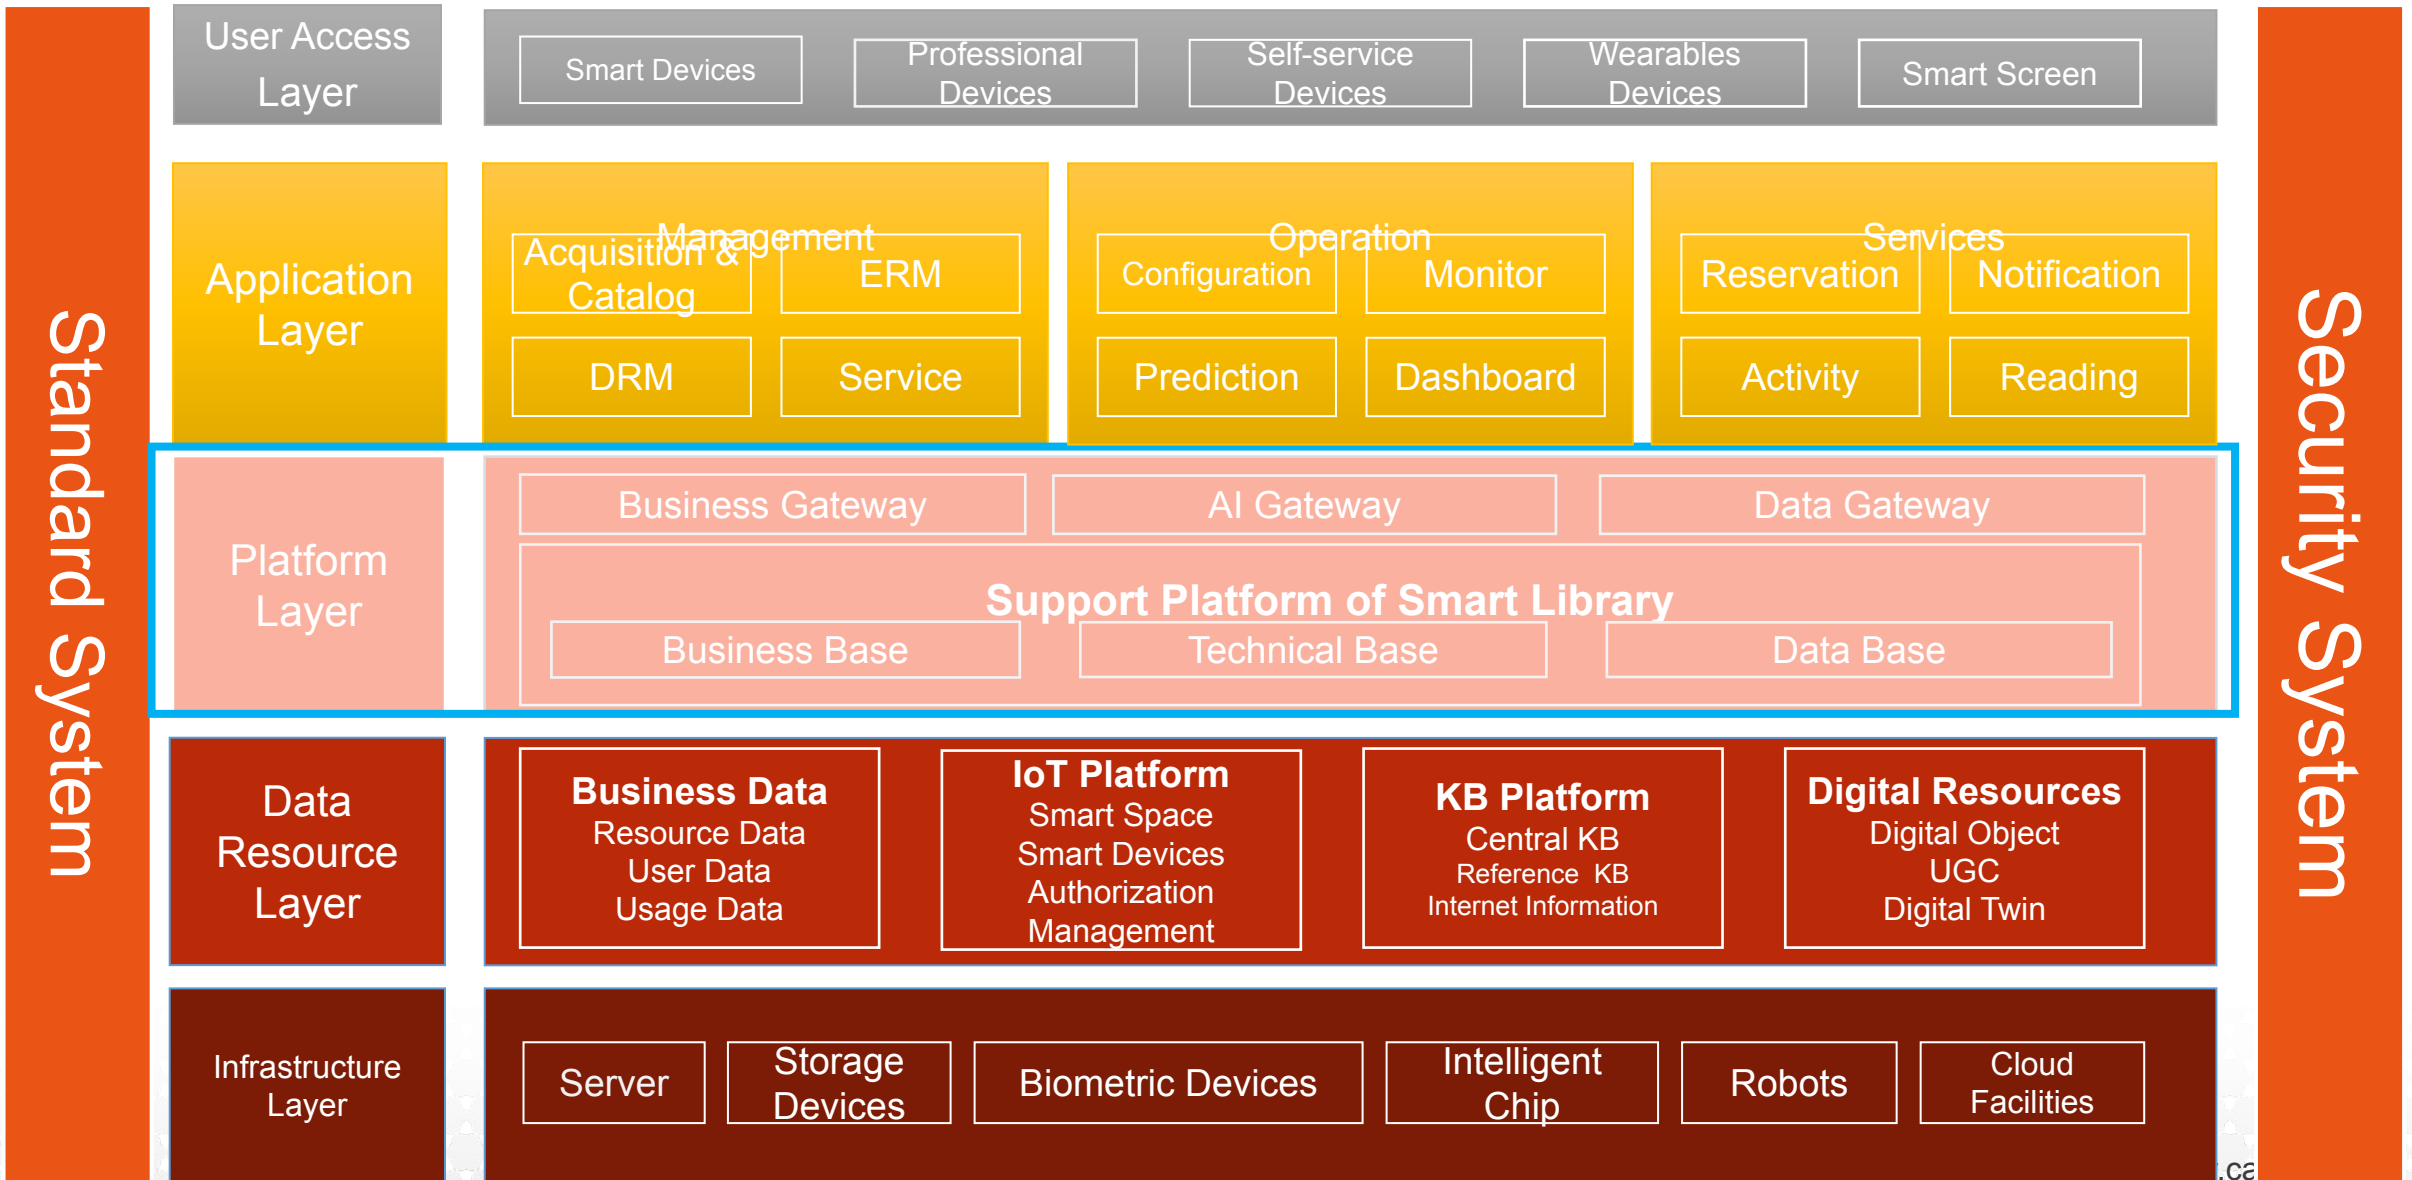 Standard System
User Access
Layer
Smart Devices
Professional
Devices
Self-service
Devices
Wearables
Devices
Smart Screen
Application
Layer
Management
Acquisition &
Catalog
ERM
DRM
Service
Operation
Configuration
Monitor
Prediction
Dashboard
Services
Reservation
Notification
Activity
Reading
Platform
Layer
Business Gateway
AI Gateway
Data Gateway
Support Platform of Smart Library
Business Base
Technical Base
Data Base
Data
Resource
Layer
Business Data
Resource Data
User Data
Usage Data
IoT Platform
Smart Space
Smart Devices
Authorization
Management
KB Platform
Central KB
Reference KB
Internet Information
Digital Resources
Digital Object
UGC
Digital Twin
Infrastructure
Layer
Server
Storage
Devices
Biometric Devices
Intelligent
Chip
Robots
Cloud
Facilities
Security System